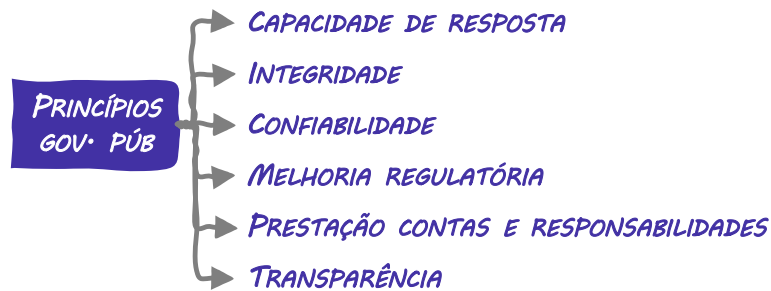 Princípios
gov. púb
Capacidade de resposta
Integridade
Confiabilidade
Melhoria regulatória
Prestação contas e responsabilidades
Transparência